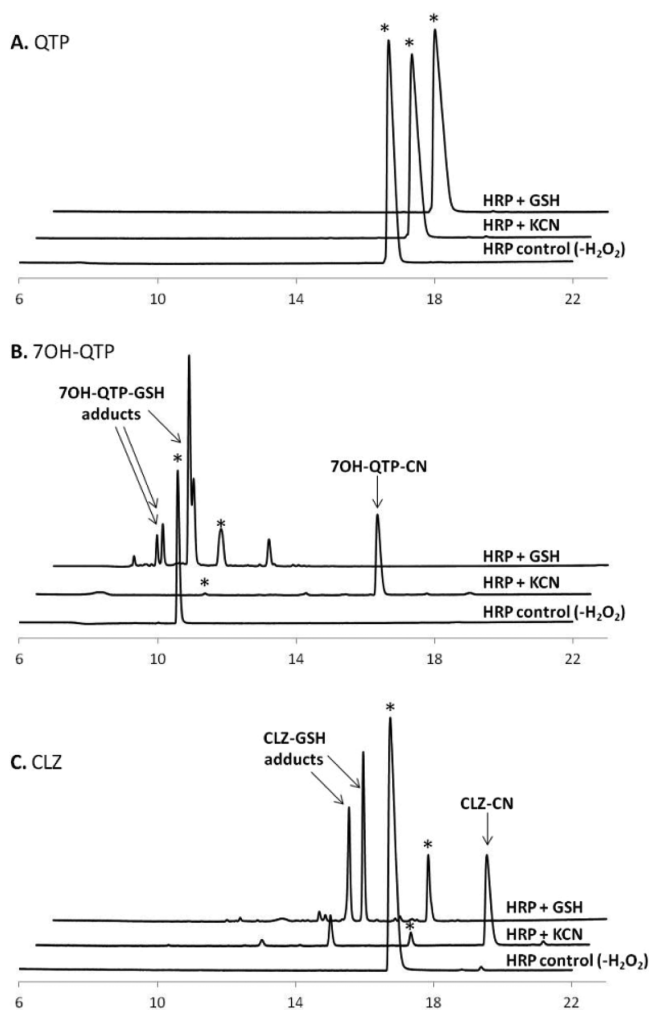 A. QTP
* * *
HRP + GSH
HRP + KCN
HRP control (-H₂O₂)
6 10 14 18 22
B. 7OH-QTP
7OH-QTP-GSH
adducts
*
7OH-QTP-CN
*
HRP + GSH
*
HRP + KCN
HRP control (-H₂O₂)
6 10 14 18 22
*
C. CLZ
CLZ-GSH
adducts
CLZ-CN
*
HRP + GSH
*
HRP + KCN
HRP control (-H₂O₂)
6 10 14 18 22